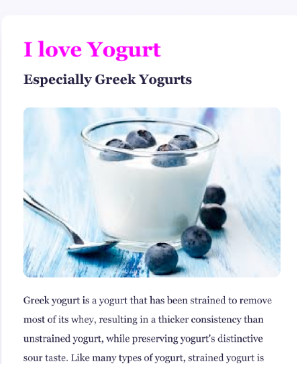 I love Yogurt
Especially Greek Yogurts
Greek yogurt is a yogurt that has been strained to remove
most of its whey, resulting in a thicker consistency than
unstrained yogurt, while preserving yogurt's distinctive
sour taste. Like many types of yogurt, strained yogurt is